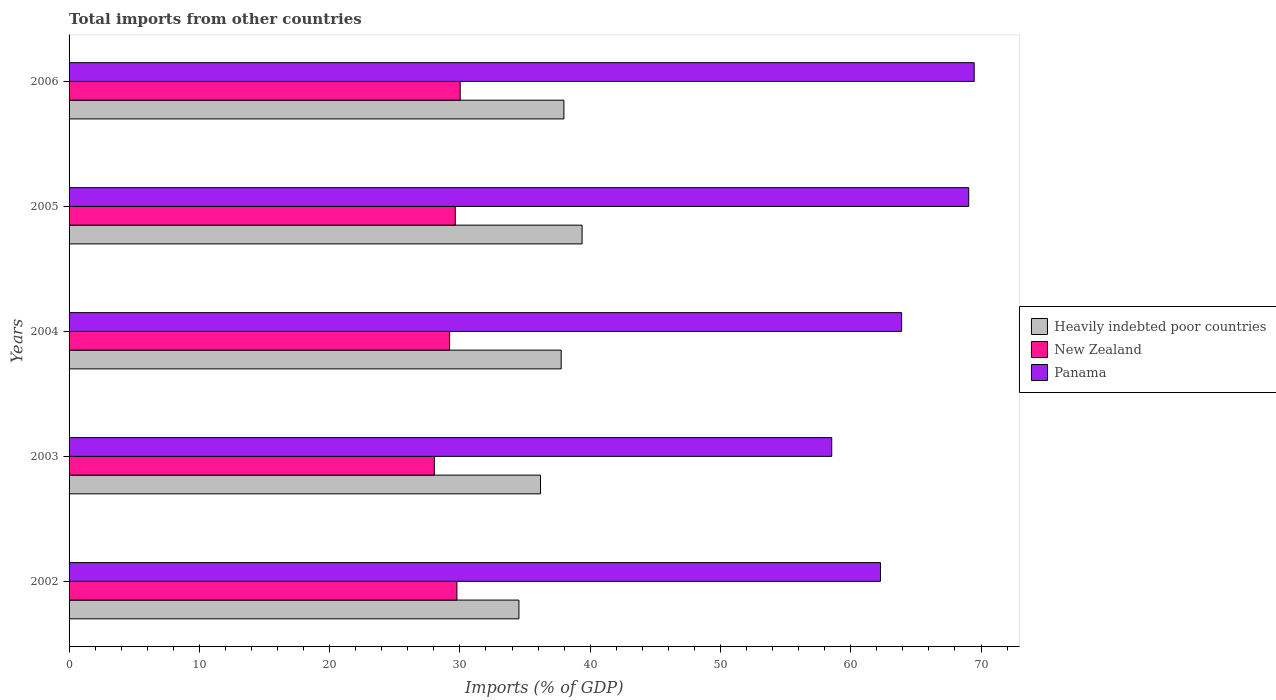 Total imports from other countries
2006
2005
2004
2003
2002
Years
0
10
20
30
40
50
60
70
Imports (% of GDP)
Heavily indebted poor countries
New Zealand
Panama